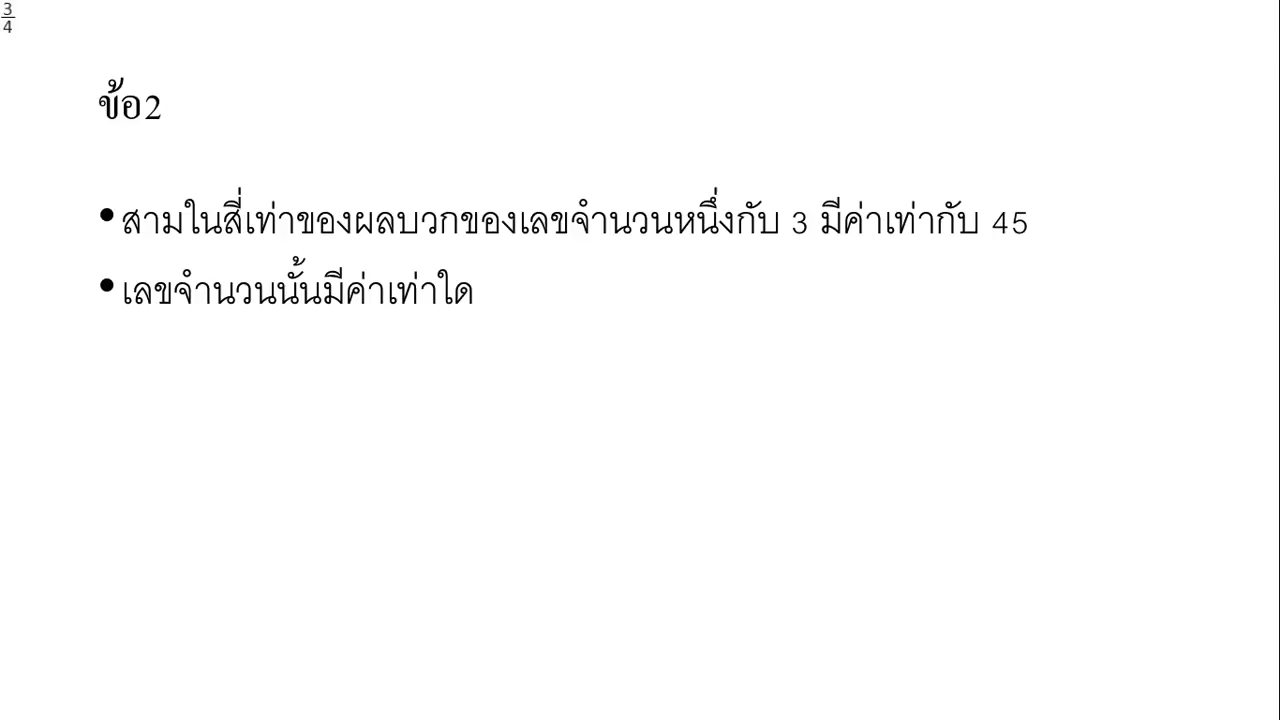 3/4
ข้อ2
•สามในสี่เท่าของผลบวกของเลขจำนวนหนึ่งกับ 3 มีค่าเท่ากับ 45
•เลขจำนวนนั้นมีค่าเท่าใด